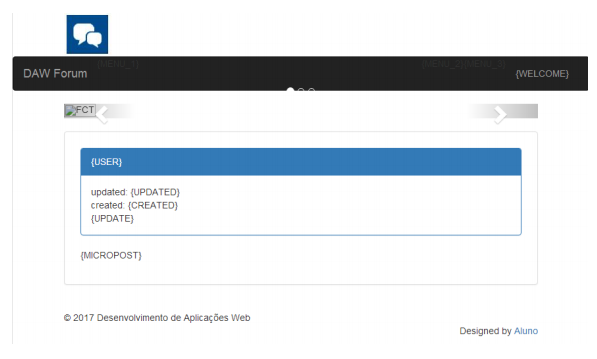 {MENU_1} {MENU_2}{MENU_3}
DAW Forum {WELCOME}
FCT
{USER}
updated: {UPDATED}
created: {CREATED}
{UPDATE}
{MICROPOST}
© 2017 Desenvolvimento de Aplicações Web
Designed by Aluno